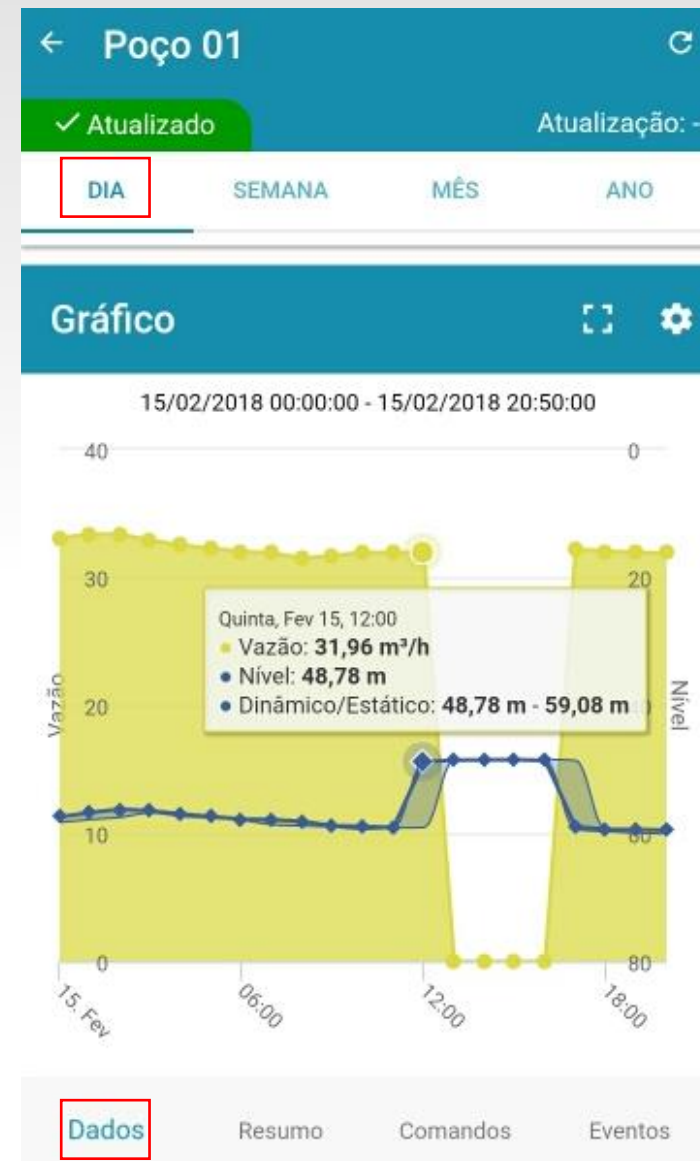 Poço 01
Atualizado
Atualização: -
DIA SEMANA MÊS ANO
Gráfico
15/02/2018 00:00:00 - 15/02/2018 20:50:00
40 0
30 20
Quinta, Fev 15, 12:00
Vazão: 31,96 m³/h
Nível: 48,78 m
Dinâmico/Estático: 48,78 m - 59,08 m
Vazão
Nível
20 40
10 60
0 80
15. Fev 06:00 12:00 18:00
Dados Resumo Comandos Eventos